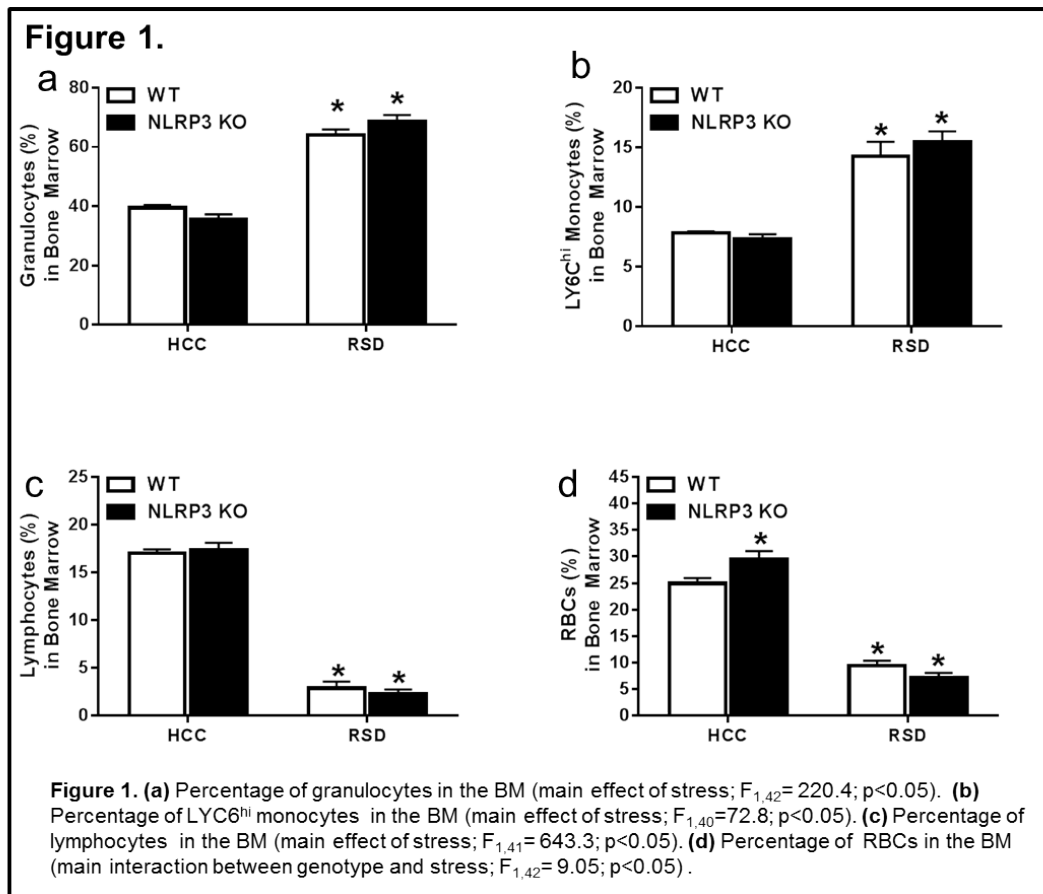 Figure 1.
a
WT
NLRP3 KO
Granulocytes (%)
in Bone Marrow
80
60
40
20
0
* *
HCC RSD
b
WT
NLRP3 KO
LY6C^hi Monocytes (%)
in Bone Marrow
20
15
10
5
0
* *
HCC RSD
c
WT
NLRP3 KO
Lymphocytes (%)
in Bone Marrow
25
20
15
10
5
0
* *
HCC RSD
d
WT
NLRP3 KO
RBCs (%)
in Bone Marrow
45
40
35
30
25
20
15
10
5
0
* * *
HCC RSD
Figure 1. (a) Percentage of granulocytes in the BM (main effect of stress; F1,42= 220.4; p<0.05). (b)
Percentage of LYC6hi monocytes in the BM (main effect of stress; F1,40=72.8; p<0.05). (c) Percentage of
lymphocytes in the BM (main effect of stress; F1,41= 643.3; p<0.05). (d) Percentage of RBCs in the BM
(main interaction between genotype and stress; F1,42= 9.05; p<0.05) .